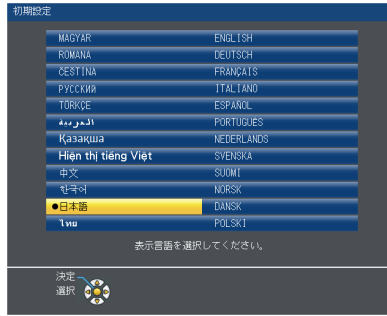 初期設定
MAGYAR ENGLISH
ROMÂNA DEUTSCH
ČEŠTINA FRANÇAIS
РУССКИЙ ITALIANO
TÜRKÇE ESPAÑOL
العربية PORTUGUÊS
Қазақша NEDERLANDS
Hiện thị tiếng Việt SVENSKA
中文 SUOMI
한국어 NORSK
●日本語 DANSK
ไทย POLSKI
表示言語を選択してください。
決定
選択